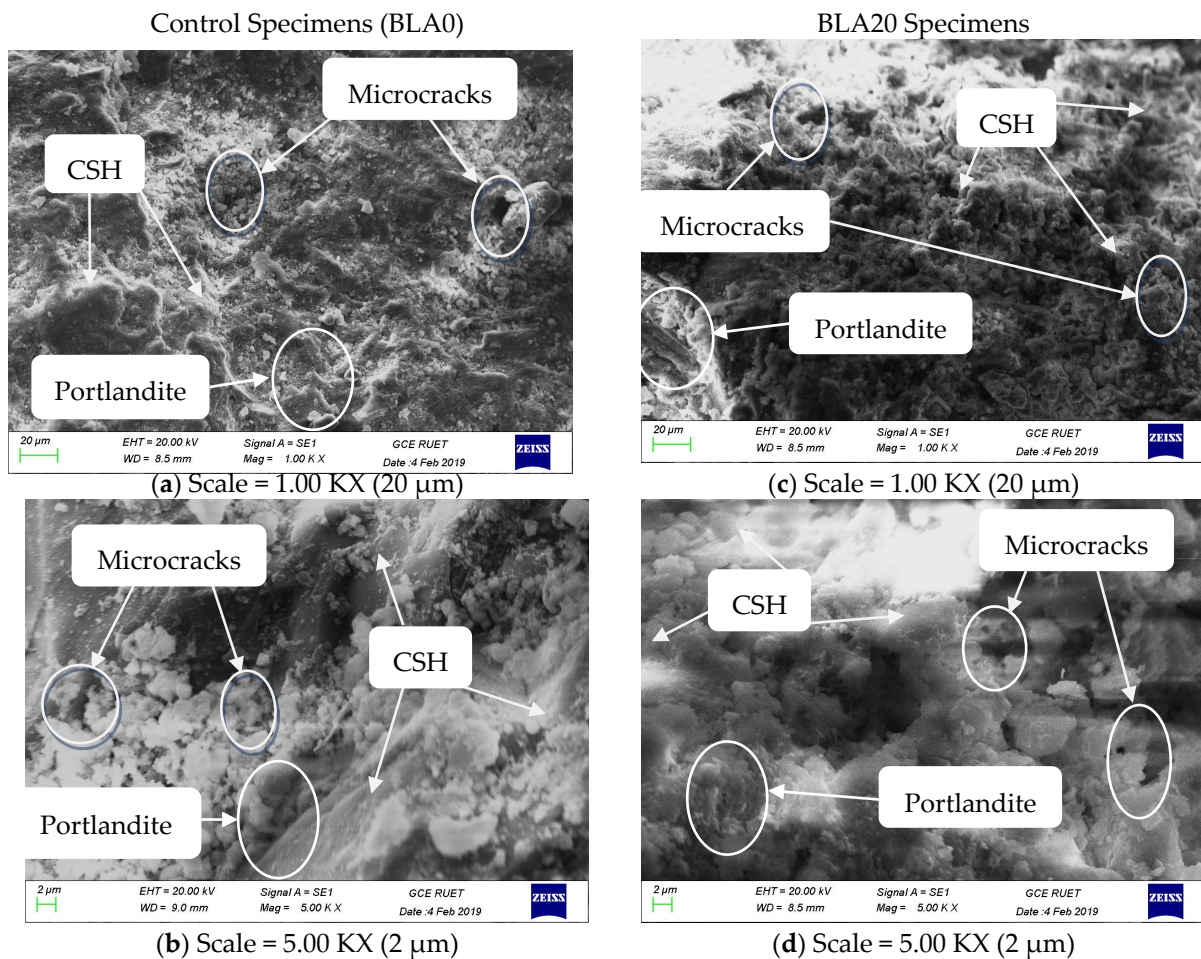 Control Specimens (BLA0)
Microcracks
CSH
Portlandite
20 µm
EHT = 20.00 kV
WD = 8.5 mm
Signal A = SE1
Mag = 1.00 K X
GCE RUET
Date :4 Feb 2019
ZEISS
(a) Scale = 1.00 KX (20 µm)
BLA20 Specimens
CSH
Microcracks
Portlandite
20 µm
EHT = 20.00 kV
WD = 8.5 mm
Signal A = SE1
Mag = 1.00 K X
GCE RUET
Date :4 Feb 2019
ZEISS
(c) Scale = 1.00 KX (20 µm)
Microcracks
CSH
Portlandite
2 µm
EHT = 20.00 kV
WD = 9.0 mm
Signal A = SE1
Mag = 5.00 K X
GCE RUET
Date :4 Feb 2019
ZEISS
(b) Scale = 5.00 KX (2 µm)
Microcracks
CSH
Portlandite
2 µm
EHT = 20.00 kV
WD = 8.5 mm
Signal A = SE1
Mag = 5.00 K X
GCE RUET
Date :4 Feb 2019
ZEISS
(d) Scale = 5.00 KX (2 µm)